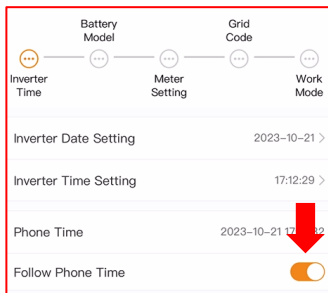 Battery Model
Grid Code
Inverter Time
Meter Setting
Work Mode
Inverter Date Setting 2023-10-21
Inverter Time Setting 17:12:29
Phone Time 2023-10-21
Follow Phone Time